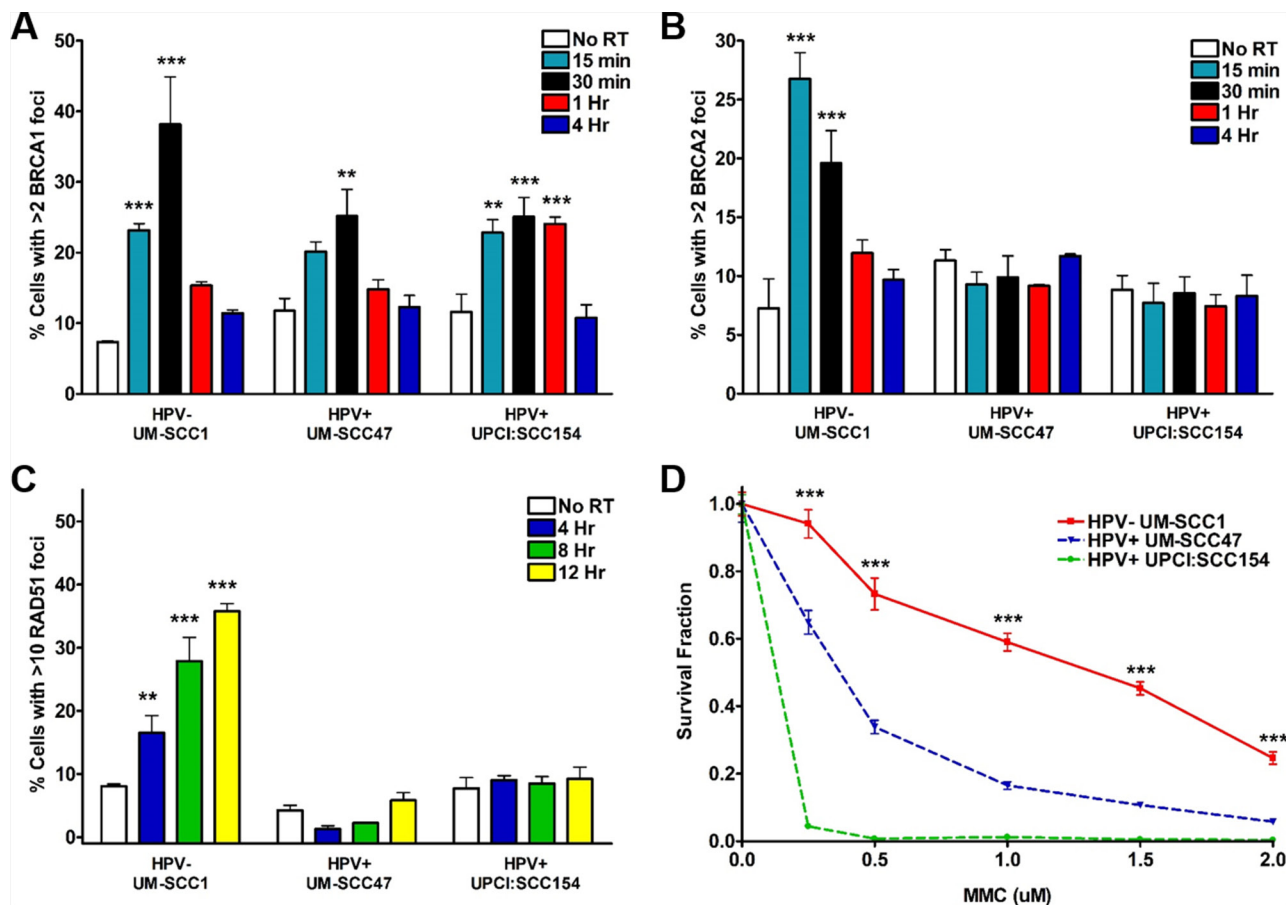 A
% Cells with >2 BRCA1 foci
50
40
30
20
10
0
No RT
15 min
30 min
1 Hr
4 Hr
***
***
**
**
***
***
HPV-
UM-SCC1
HPV+
UM-SCC47
HPV+
UPCI:SCC154
B
% Cells with >2 BRCA2 foci
30
25
20
15
10
5
0
No RT
15 min
30 min
1 Hr
4 Hr
***
***
HPV-
UM-SCC1
HPV+
UM-SCC47
HPV+
UPCI:SCC154
C
% Cells with >10 RAD51 foci
50
40
30
20
10
0
No RT
4 Hr
8 Hr
12 Hr
**
***
***
HPV-
UM-SCC1
HPV+
UM-SCC47
HPV+
UPCI:SCC154
D
Survival Fraction
1.0
0.8
0.6
0.4
0.2
0.0
HPV- UM-SCC1
HPV+ UM-SCC47
HPV+ UPCI:SCC154
***
***
***
***
***
0.0
0.5
1.0
1.5
2.0
MMC (uM)